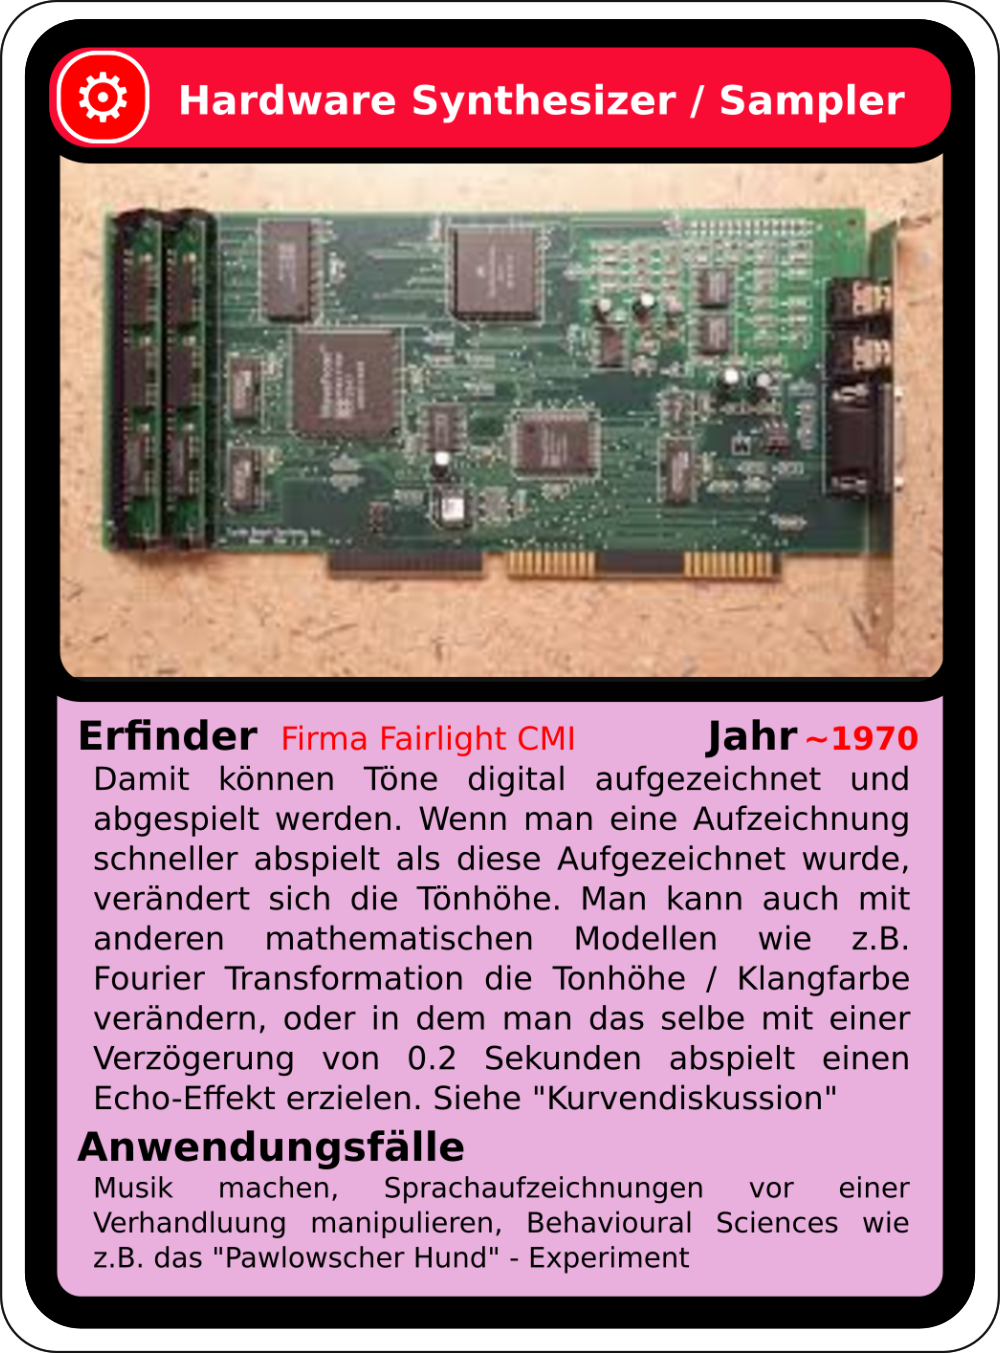 Hardware Synthesizer / Sampler
Erfinder Firma Fairlight CMI Jahr ~1970
Damit können Töne digital aufgezeichnet und
abgespielt werden. Wenn man eine Aufzeichnung
schneller abspielt als diese Aufgezeichnet wurde,
verändert sich die Tönhöhe. Man kann auch mit
anderen mathematischen Modellen wie z.B.
Fourier Transformation die Tonhöhe / Klangfarbe
verändern, oder in dem man das selbe mit einer
Verzögerung von 0.2 Sekunden abspielt einen
Echo-Effekt erzielen. Siehe "Kurvendiskussion"
Anwendungsfälle
Musik machen, Sprachaufzeichnungen vor einer
Verhandluung manipulieren, Behavioural Sciences wie
z.B. das "Pawlowscher Hund" - Experiment